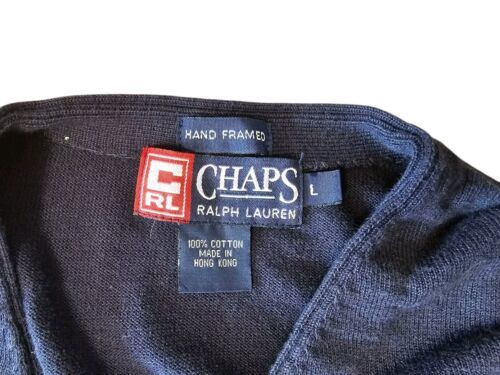 HAND FRAMED
C
RL
CHAPS
RALPH LAUREN
L
100% COTTON
MADE IN
HONG KONG